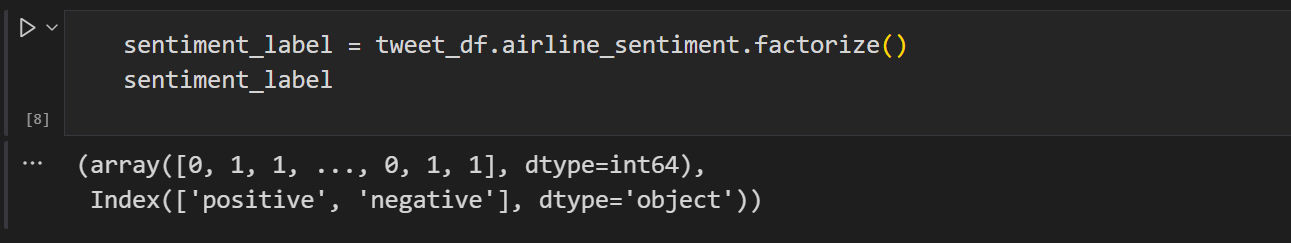 sentiment_label = tweet_df.airline_sentiment.factorize()
sentiment_label
[8]
... (array([0, 1, 1, ..., 0, 1, 1], dtype=int64),
Index(['positive', 'negative'], dtype='object'))